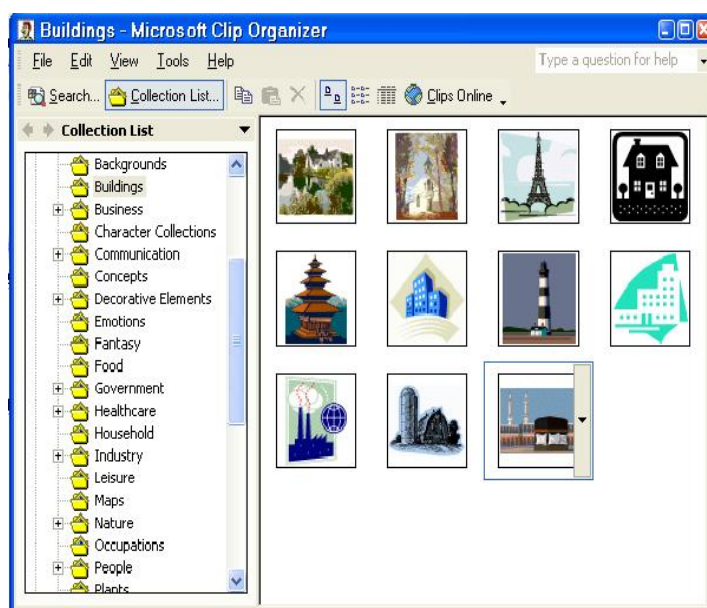 Buildings - Microsoft Clip Organizer
File Edit View Tools Help
Type a question for help
Search... Collection List... Clips Online
Collection List
Backgrounds
Buildings
Business
Character Collections
Communication
Concepts
Decorative Elements
Emotions
Fantasy
Food
Government
Healthcare
Household
Industry
Leisure
Maps
Nature
Occupations
People
Plants